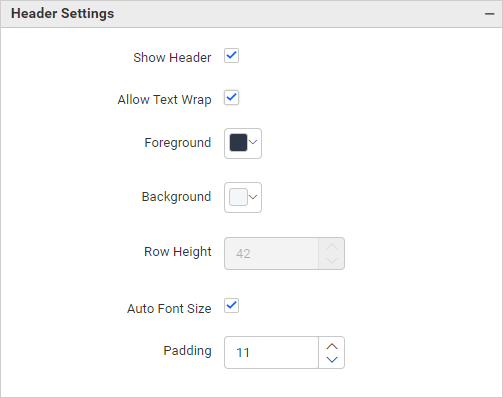 Header Settings
Show Header
Allow Text Wrap
Foreground
Background
Row Height 42
Auto Font Size
Padding 11